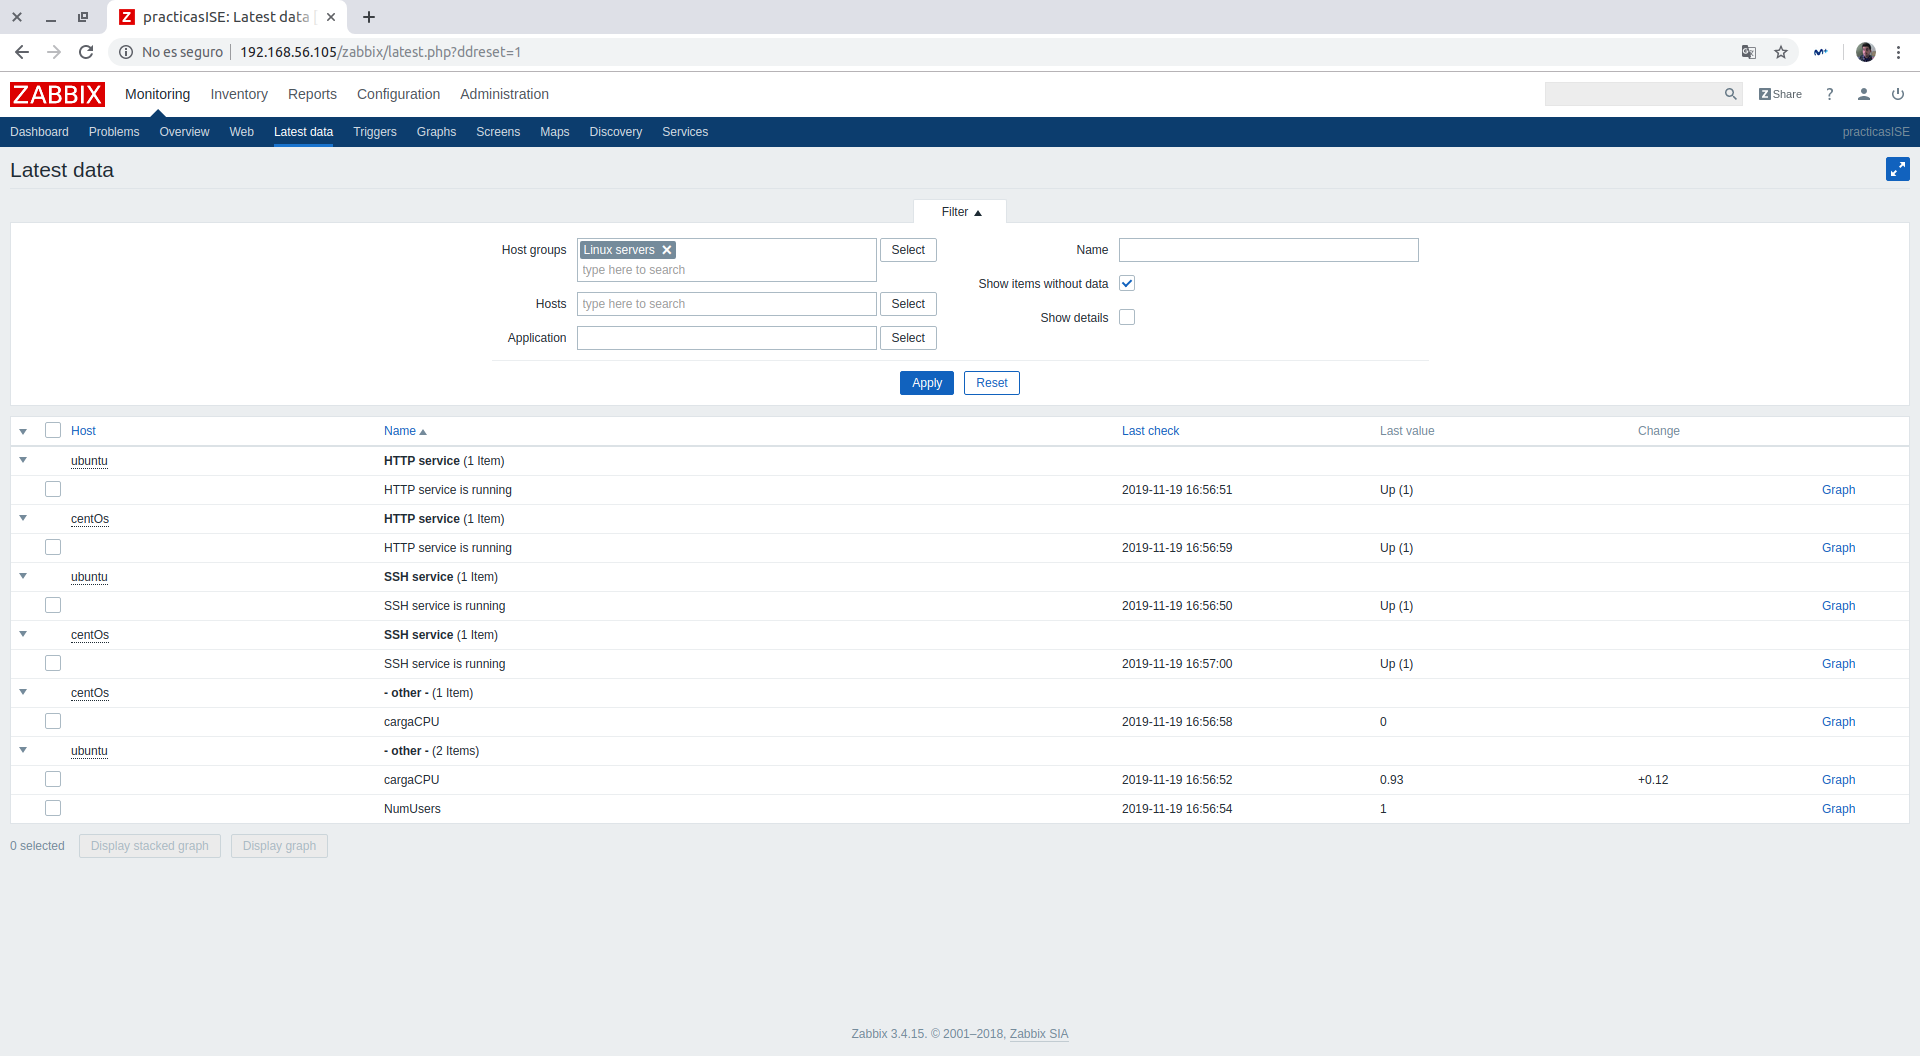 practicasISE: Latest data
No es seguro 192.168.56.105/zabbix/latest.php?ddreset=1
ZABBIX Monitoring Inventory Reports Configuration Administration Z Share ?
Dashboard Problems Overview Web Latest data Triggers Graphs Screens Maps Discovery Services practicasISE
Latest data
Filter
Host groups Linux servers Select Name
type here to search
Show items without data
Hosts type here to search Select
Show details
Application Select
Apply Reset
Host Name Last check Last value Change
ubuntu HTTP service (1 Item)
HTTP service is running 2019-11-19 16:56:51 Up (1) Graph
centOs HTTP service (1 Item)
HTTP service is running 2019-11-19 16:56:59 Up (1) Graph
ubuntu SSH service (1 Item)
SSH service is running 2019-11-19 16:56:50 Up (1) Graph
centOs SSH service (1 Item)
SSH service is running 2019-11-19 16:57:00 Up (1) Graph
centOs - other - (1 Item)
cargaCPU 2019-11-19 16:56:58 0 Graph
ubuntu - other - (2 Items)
cargaCPU 2019-11-19 16:56:52 0.93 +0.12 Graph
NumUsers 2019-11-19 16:56:54 1 Graph
0 selected Display stacked graph Display graph
Zabbix 3.4.15. © 2001–2018, Zabbix SIA